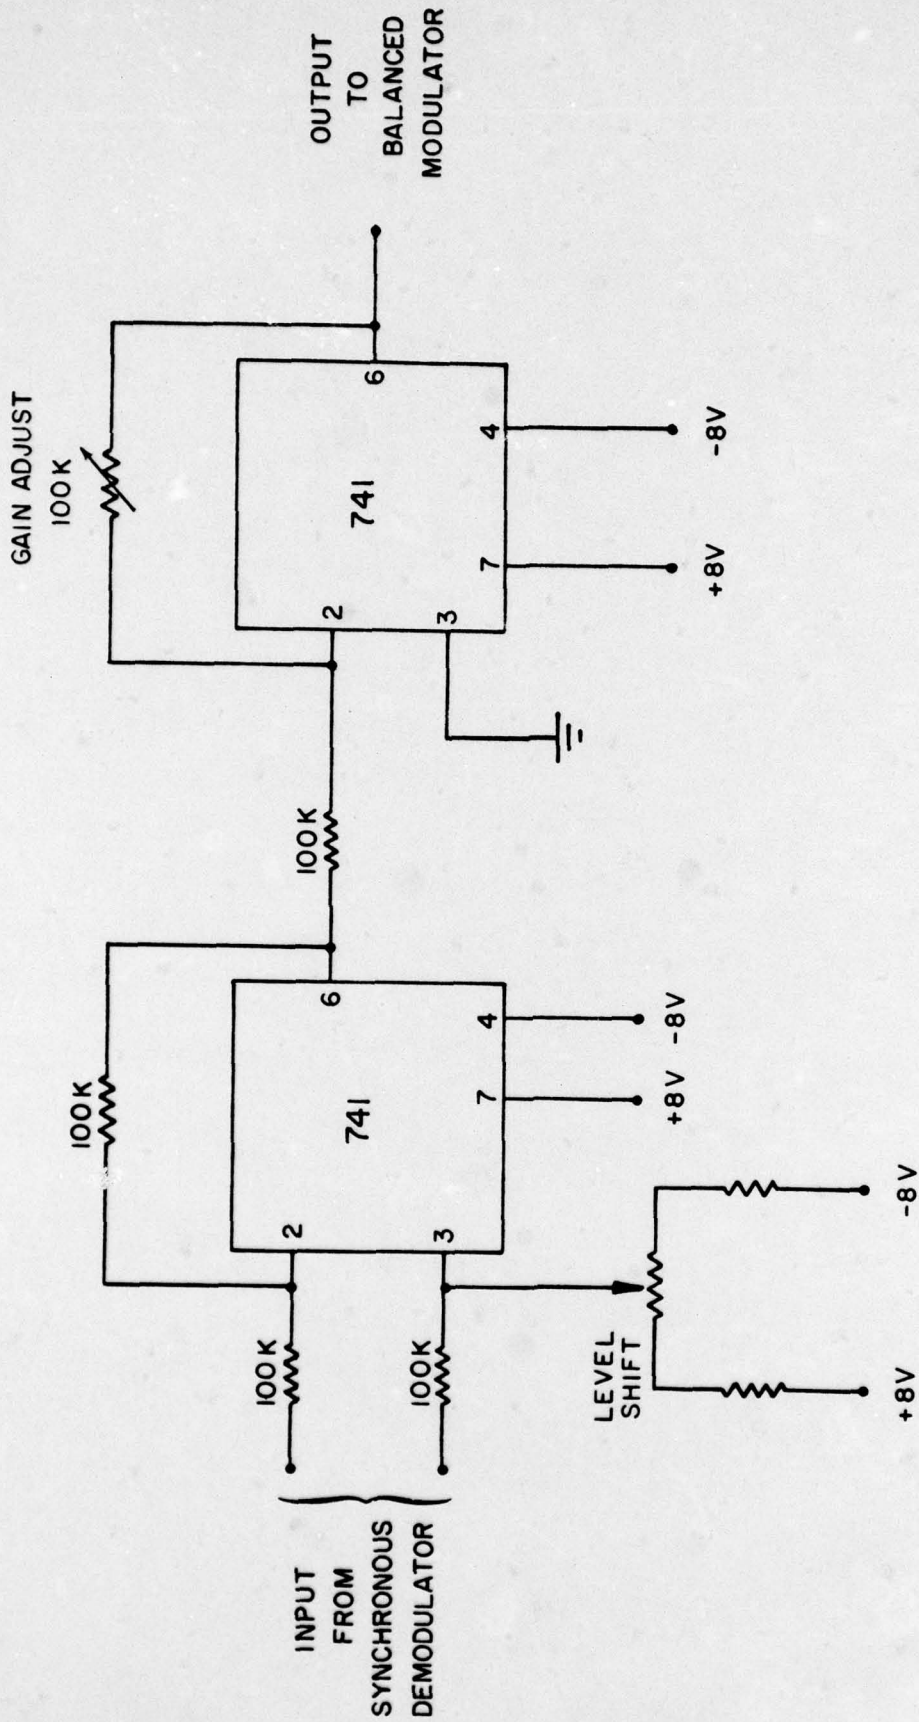 GAIN ADJUST
100K
100K
100K
2
6
741
3
7
4
+8V
-8V
OUTPUT
TO
BALANCED
MODULATOR
INPUT
FROM
SYNCHRONOUS
DEMODULATOR
100K
100K
2
6
741
3
7
4
+8V
-8V
LEVEL
SHIFT
+8V
-8V